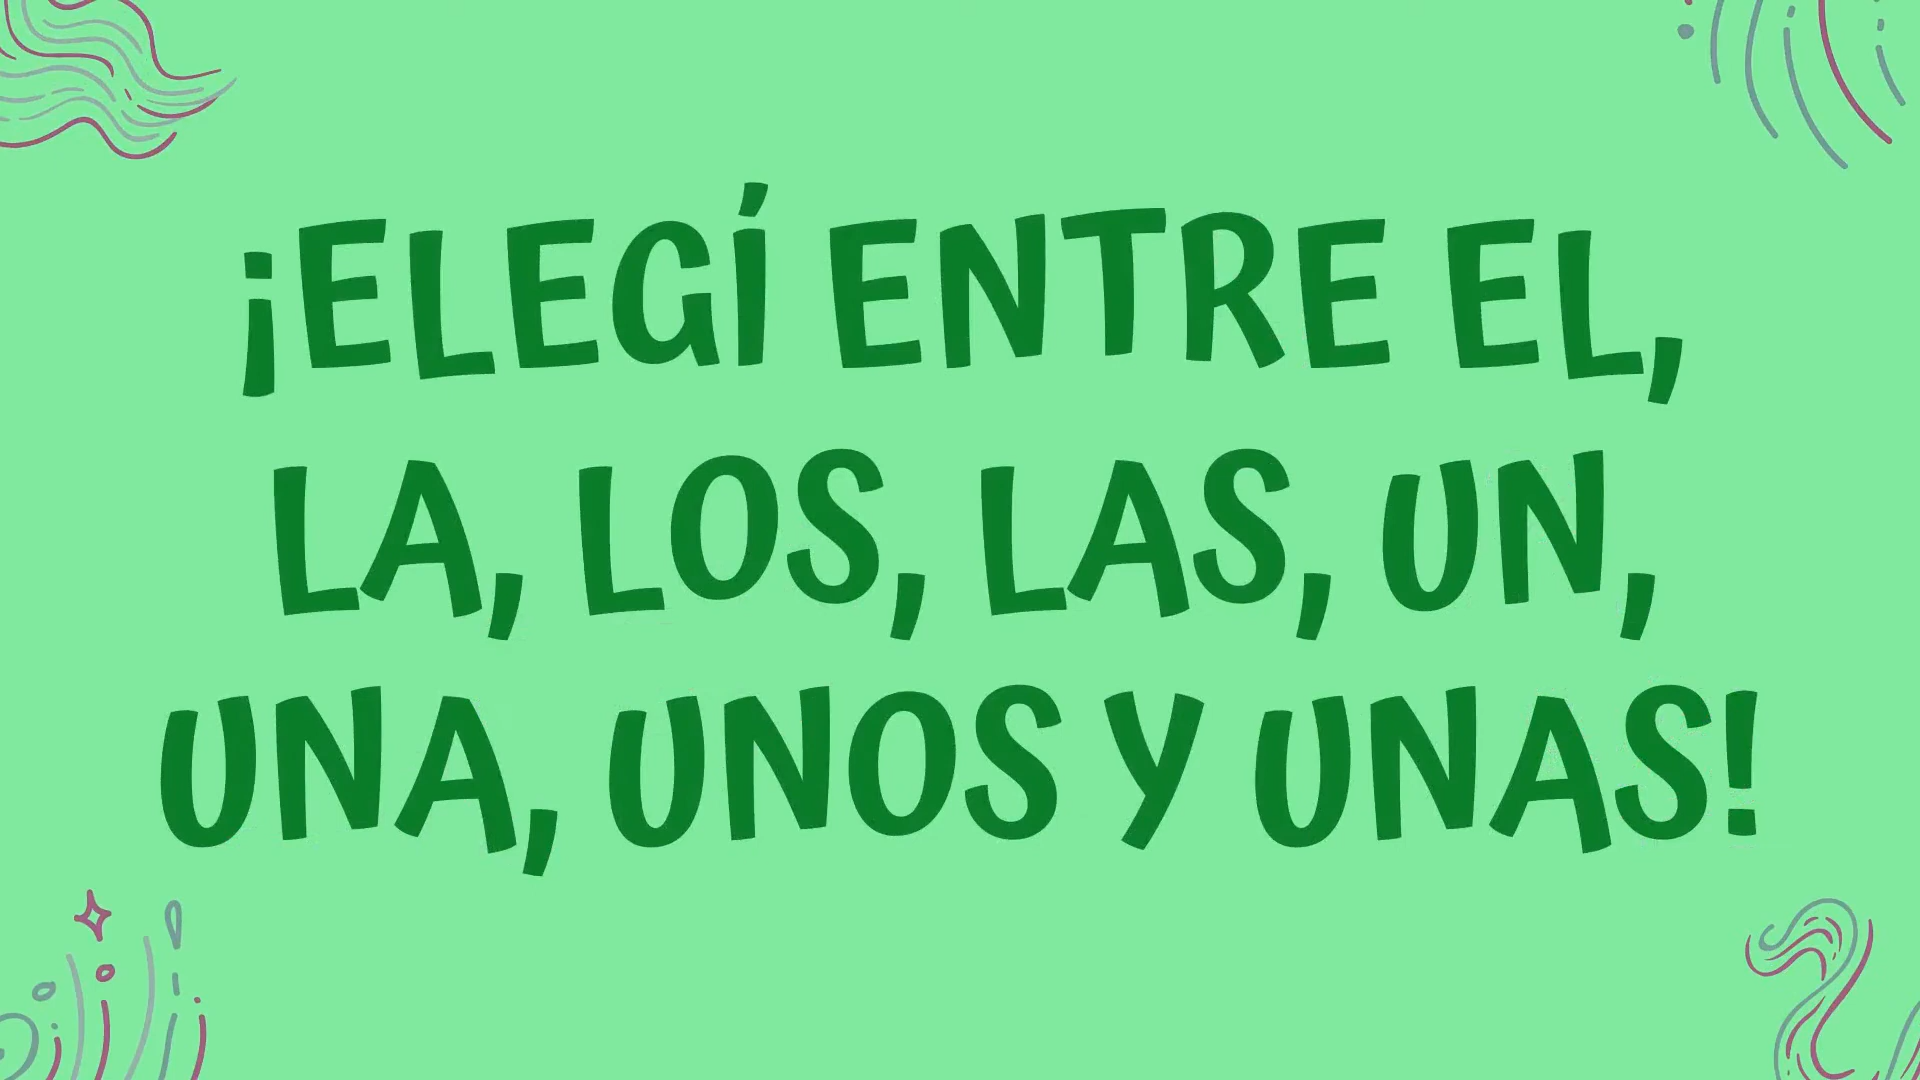 ¡ELEGÍ ENTRE EL,
LA, LOS, LAS, UN,
UNA, UNOS Y UNAS!